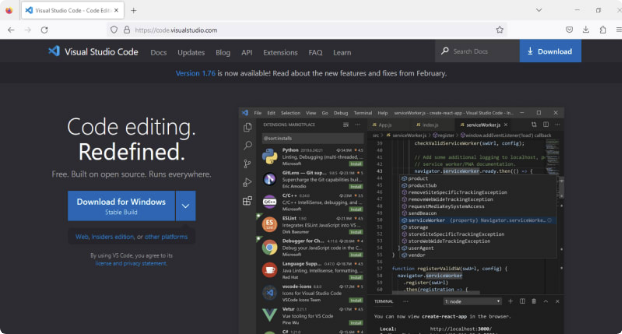 Visual Studio Code - Code Edit
https://code.visualstudio.com
Visual Studio Code Docs Updates Blog API Extensions FAQ Learn
Search Docs
Download
Version 1.76 is now available! Read about the new features and fixes from February.
Code editing.
Redefined.
Free. Built on open source. Runs everywhere.
Download for Windows
Stable Build
Web, Insiders edition, or other platforms
By using VS Code, you agree to its
license and privacy statement.
File Edit Selection View Go Debug Terminal Help serviceWorker.js - create-react-app - Visual Studio Code
EXTENSIONS: MARKETPLACE
@sort:installs
Python
Linting, Debugging (multi-threaded,
Microsoft
Install
GitLens — Git sup
Supercharge the Git capabilities
Eric Amodio
Install
C/C++
C/C++ IntelliSense, debugging,
Microsoft
Install
ESLint
Integrates ESLint JavaScript into VS
Dirk Baeumer
Install
Debugger for Ch
Debug your JavaScript code in the
Microsoft
Install
Language Supp
Java Linting, Intellisense, formatting,
Red Hat
Install
vscode-icons
Icons for Visual Studio Code
VSCode Icons Team
Install
Vetur
Vue tooling for VS Code
Pine Wu
Install
C#
App.js
index.js
serviceWorker.js
src serviceWorker.js register window.addEventListener('load') callback
checkValidServiceWorker(swUrl, config);
// Add some additional logging to localhost,
// service worker/PWA documentation.
navigator.serviceWorker.ready.then(() => {
product
productSub
removeSiteSpecificTrackingException
removeWebWideTrackingException
requestMediaKeySystemAccess
sendBeacon
serviceWorker (property) Navigator.serviceWorke
storage
storeSiteSpecificTrackingException
storeWebWideTrackingException
userAgent
vendor
function registerValidSW(swUrl, config) {
navigator.serviceWorker
.register(swUrl)
.then(registration => {
TERMINAL
1: node
You can now view create-react-app in the browser.
Local: http://localhost:3000/